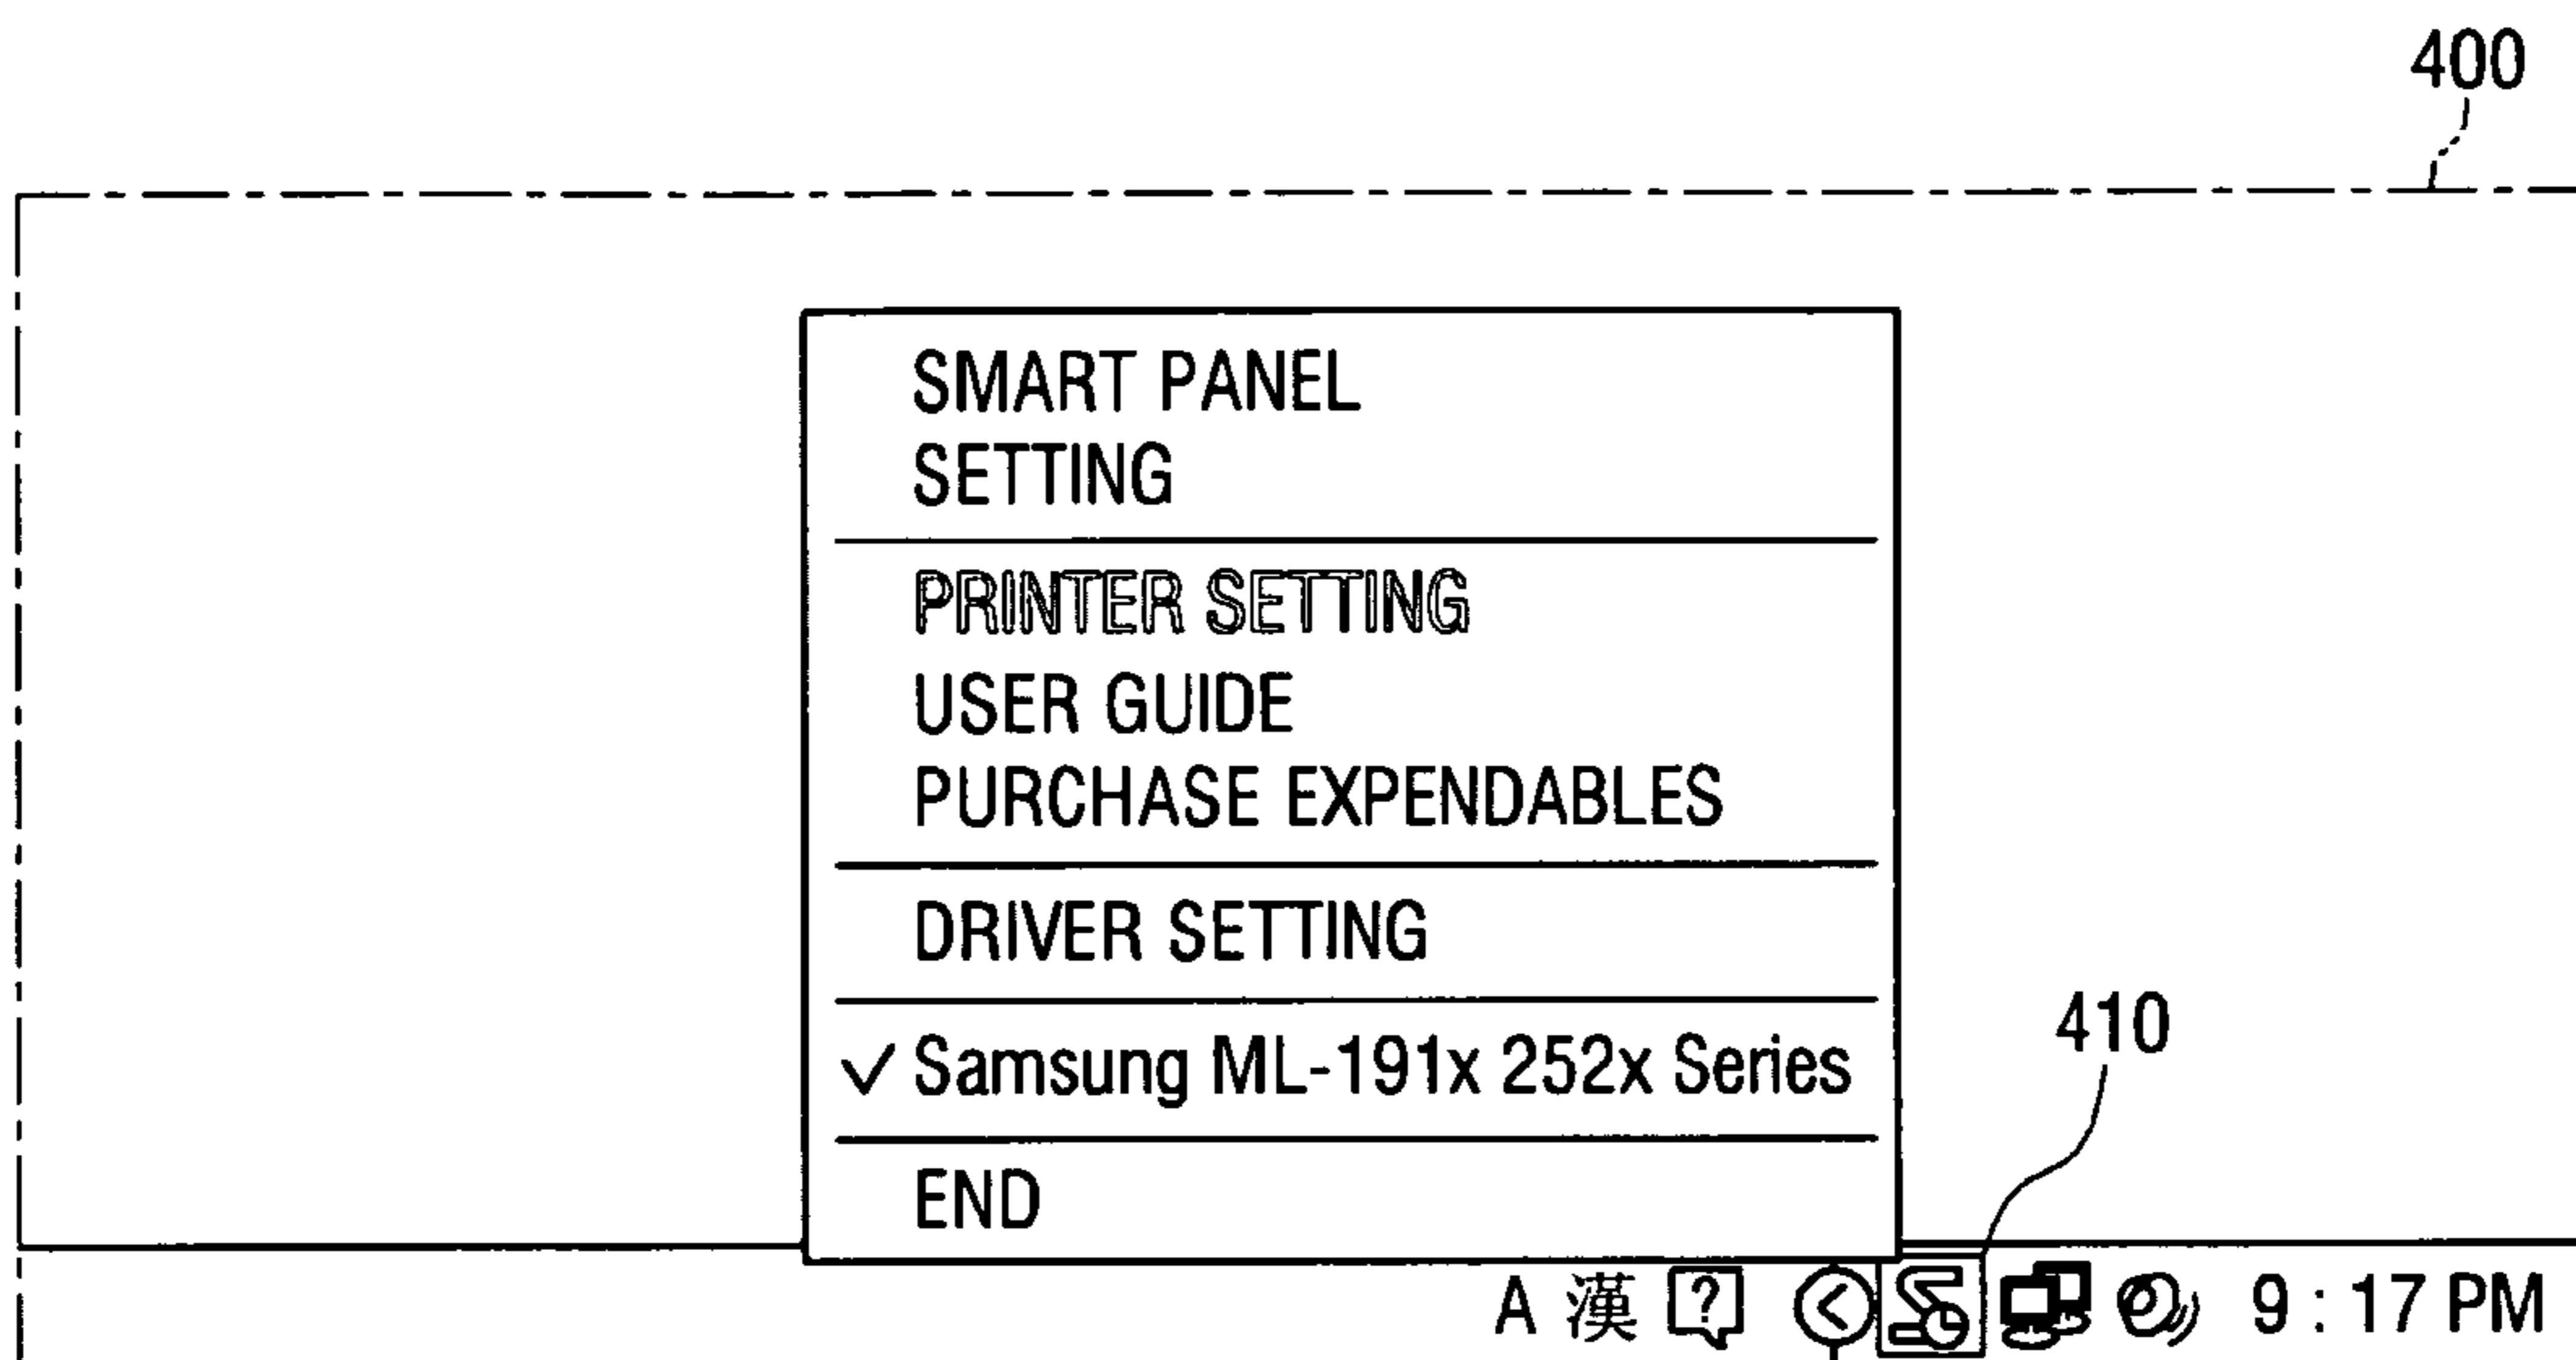 400
SMART PANEL
SETTING
PRINTER SETTING
USER GUIDE
PURCHASE EXPENDABLES
DRIVER SETTING
Samsung ML-191x 252x Series
410
END
A 漢 ? 9 : 17 PM